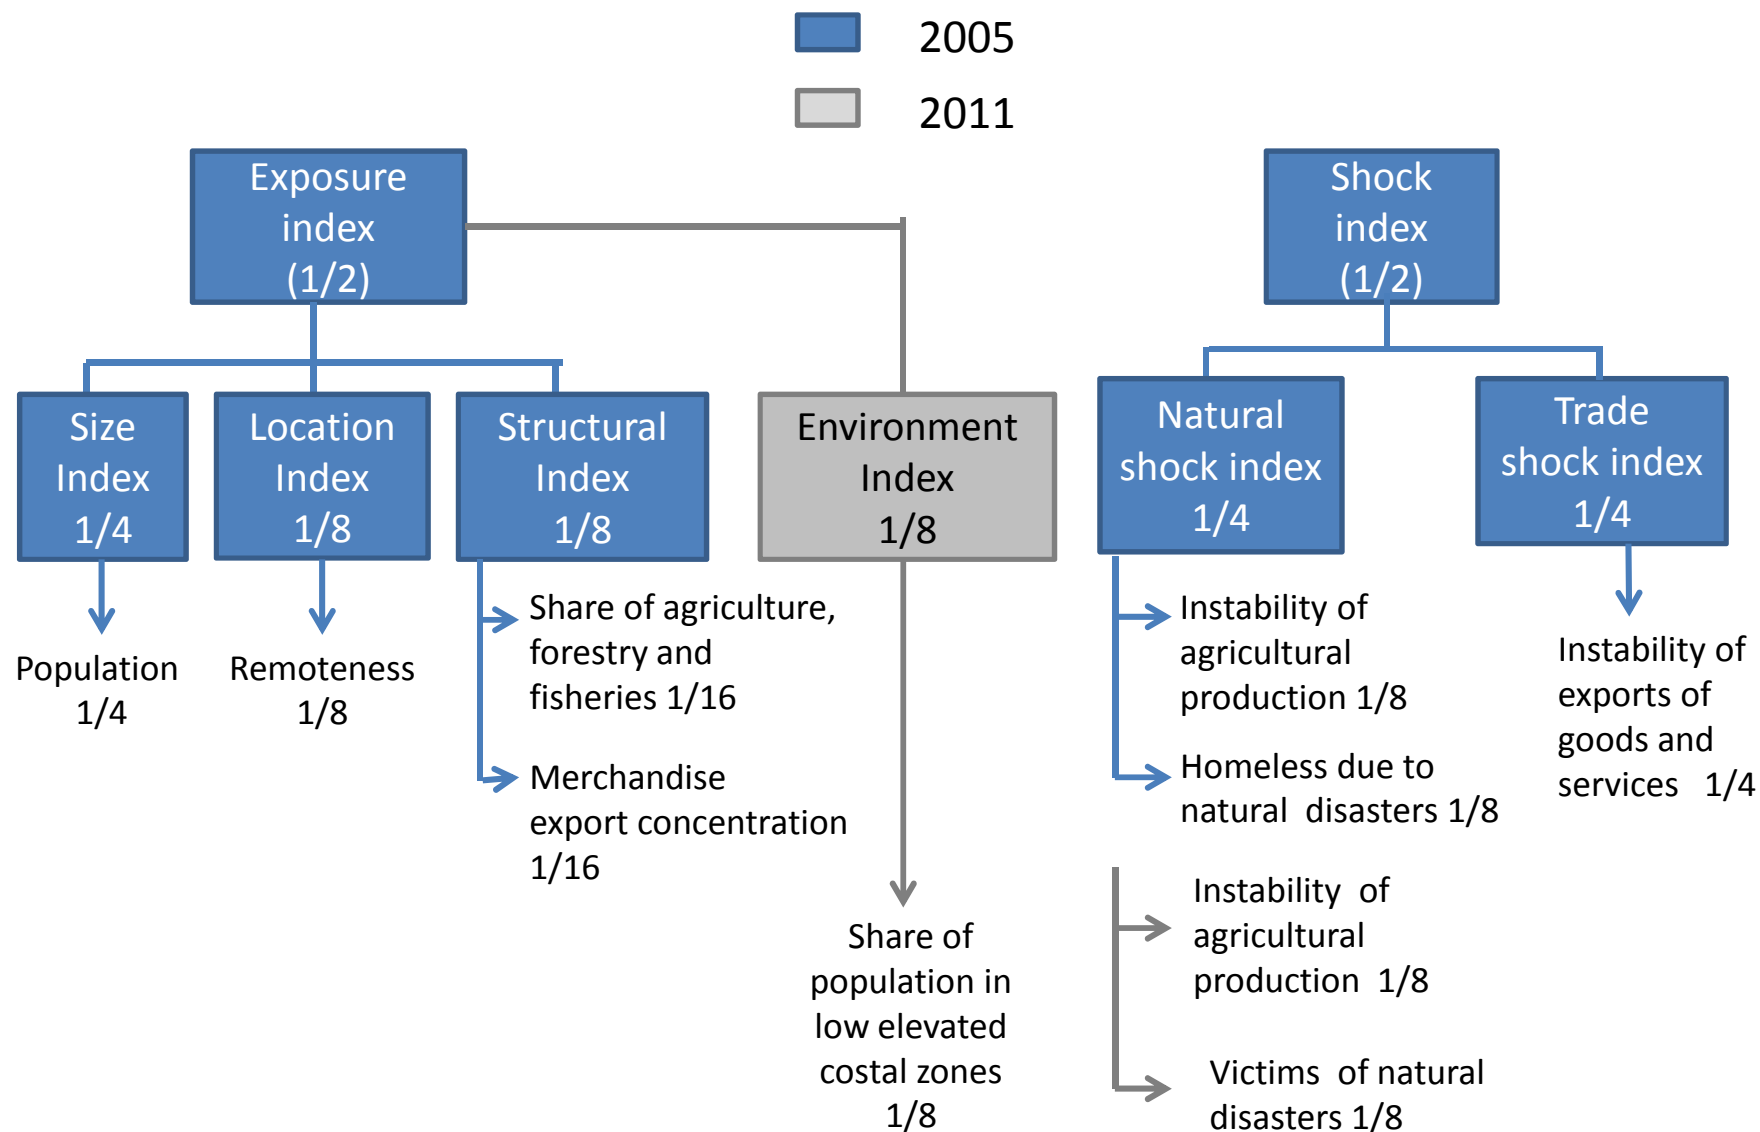 2005
2011
Exposure
index
(1/2)
Shock
index
(1/2)
Size
Index
1/4
Location
Index
1/8
Structural
Index
1/8
Environment
Index
1/8
Natural
shock index
1/4
Trade
shock index
1/4
Population
1/4
Remoteness
1/8
Share of agriculture,
forestry and
fisheries 1/16
Merchandise
export concentration
1/16
Share of
population in
low elevated
costal zones
1/8
Instability of
agricultural
production 1/8
Homeless due to
natural disasters 1/8
Instability of
agricultural
production 1/8
Victims of natural
disasters 1/8
Instability of
exports of
goods and
services 1/4